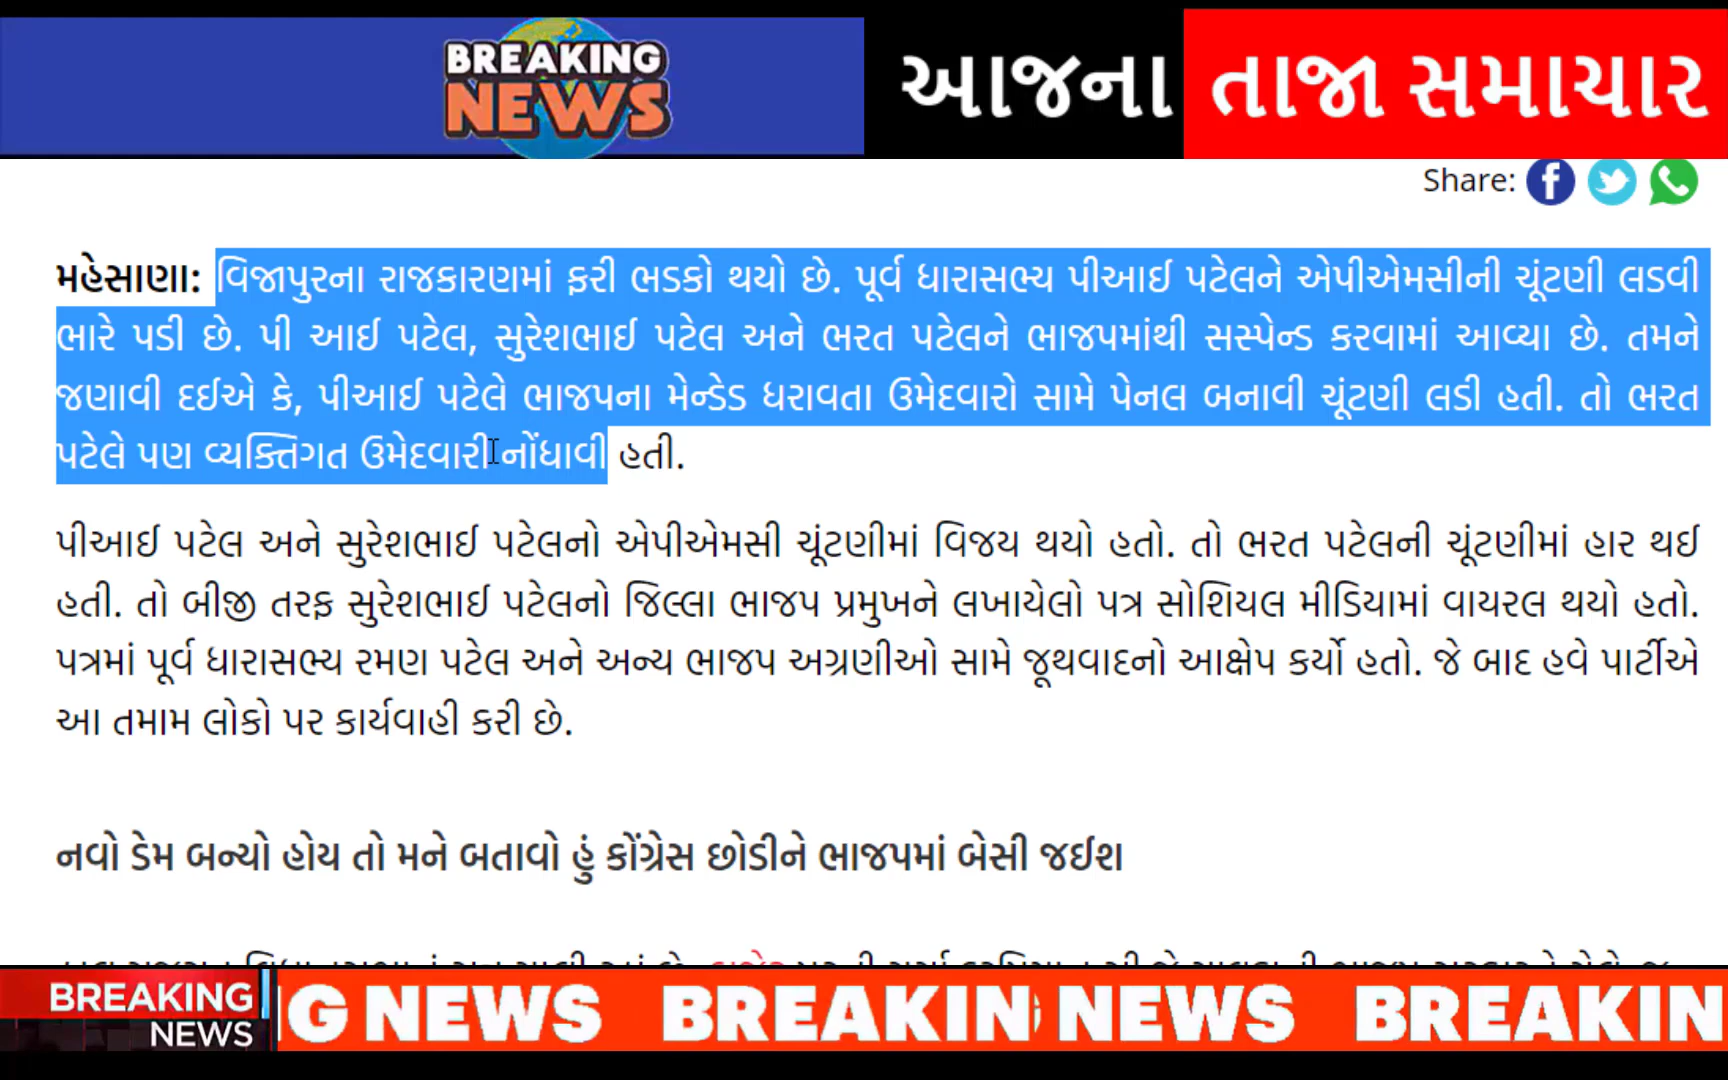 BREAKING
NEWS
આજના તાજા સમાચાર
Share:
મહેસાણા: વિજાપુરના રાજકારણમાં ફરી ભડકો થયો છે. પૂર્વ ધારાસભ્ય પીઆઈ પટેલને એપીએમસીની ચૂંટણી લડવી
ભારે પડી છે. પી આઈ પટેલ, સુરેશભાઈ પટેલ અને ભરત પટેલને ભાજપમાંથી સસ્પેન્ડ કરવામાં આવ્યા છે. તમને
જણાવી દઈએ કે, પીઆઈ પટેલે ભાજપના મેન્ડેડ ધરાવતા ઉમેદવારો સામે પેનલ બનાવી ચૂંટણી લડી હતી. તો ભરત
પટેલે પણ વ્યક્તિગત ઉમેદવારી નોંધાવી હતી.
પીઆઈ પટેલ અને સુરેશભાઈ પટેલનો એપીએમસી ચૂંટણીમાં વિજય થયો હતો. તો ભરત પટેલની ચૂંટણીમાં હાર થઈ
હતી. તો બીજી તરફ સુરેશભાઈ પટેલનો જિલ્લા ભાજપ પ્રમુખને લખાયેલો પત્ર સોશિયલ મીડિયામાં વાયરલ થયો હતો.
પત્રમાં પૂર્વ ધારાસભ્ય રમણ પટેલ અને અન્ય ભાજપ અગ્રણીઓ સામે જૂથવાદનો આક્ષેપ કર્યો હતો. જે બાદ હવે પાર્ટીએ
આ તમામ લોકો પર કાર્યવાહી કરી છે.
નવો ડેમ બન્યો હોય તો મને બતાવો હું કોંગ્રેસ છોડીને ભાજપમાં બેસી જઈશ
BREAKING
NEWS
G NEWS BREAKIN NEWS BREAKIN